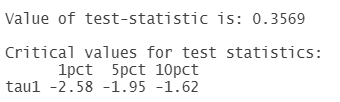 Value of test-statistic is: 0.3569
Critical values for test statistics:
1pct 5pct 10pct
tau1 -2.58 -1.95 -1.62